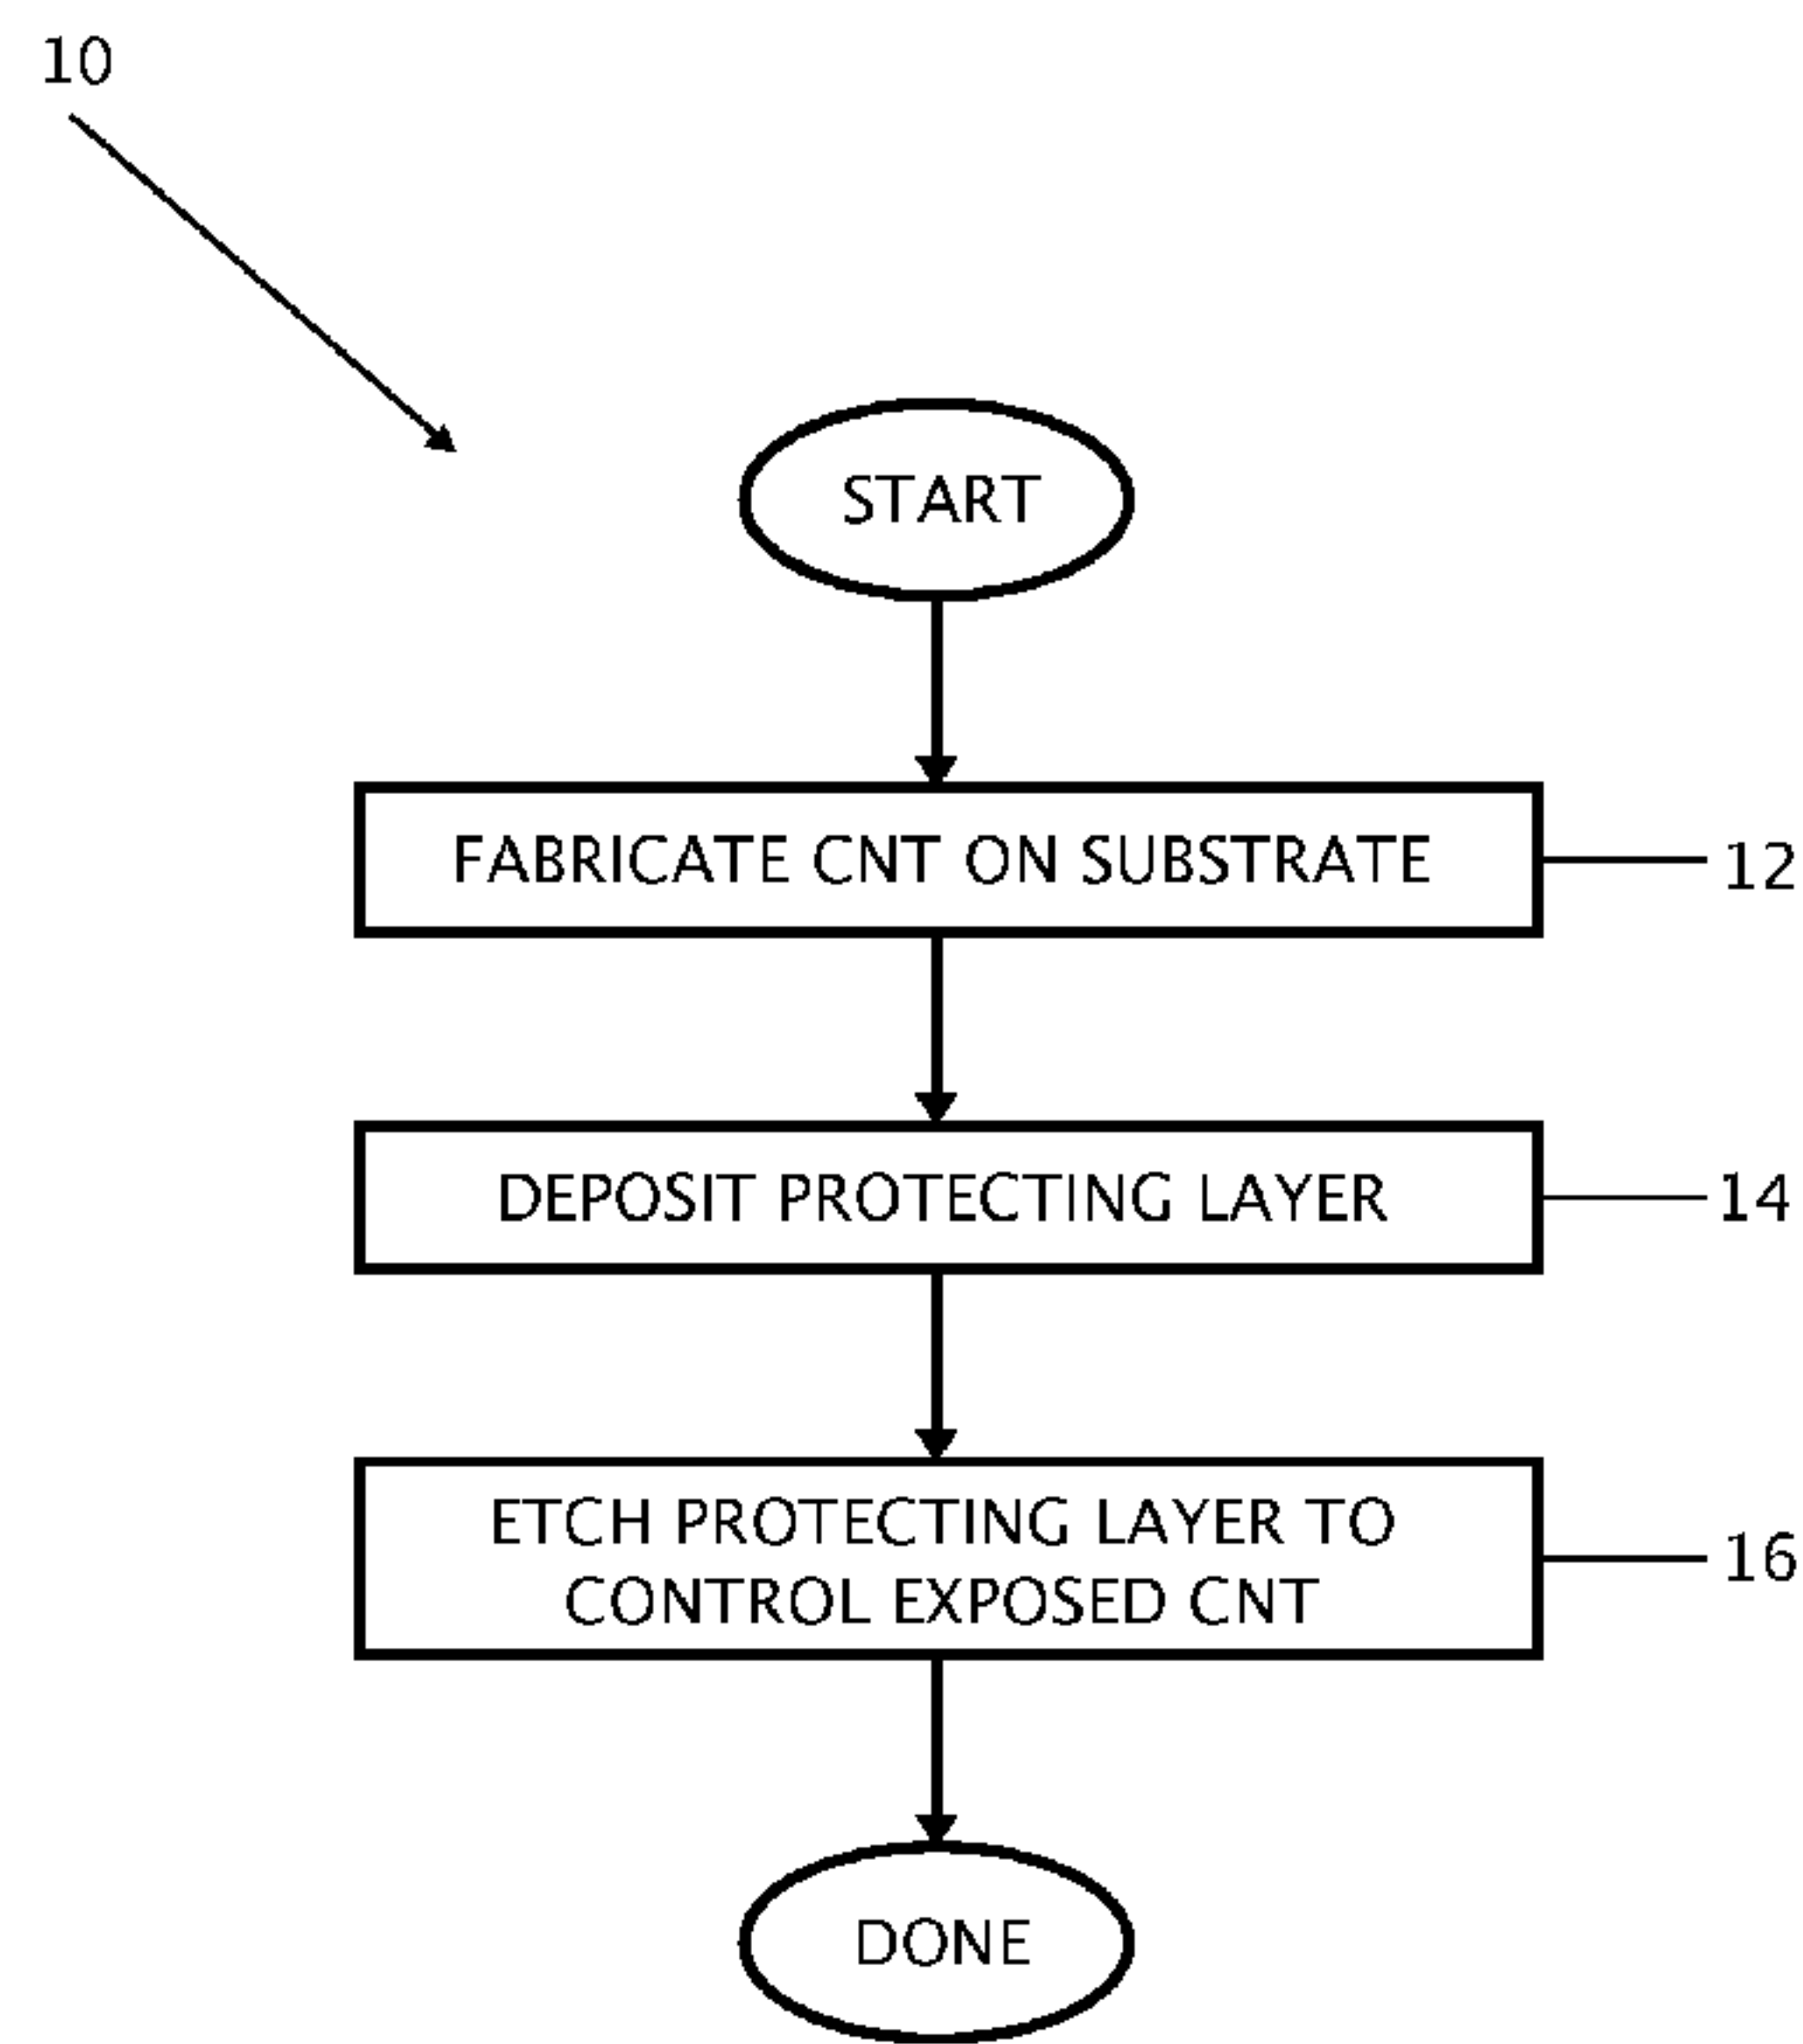 10
START
FABRICATE CNT ON SUBSTRATE
12
DEPOSIT PROTECTING LAYER
14
ETCH PROTECTING LAYER TO
CONTROL EXPOSED CNT
16
DONE